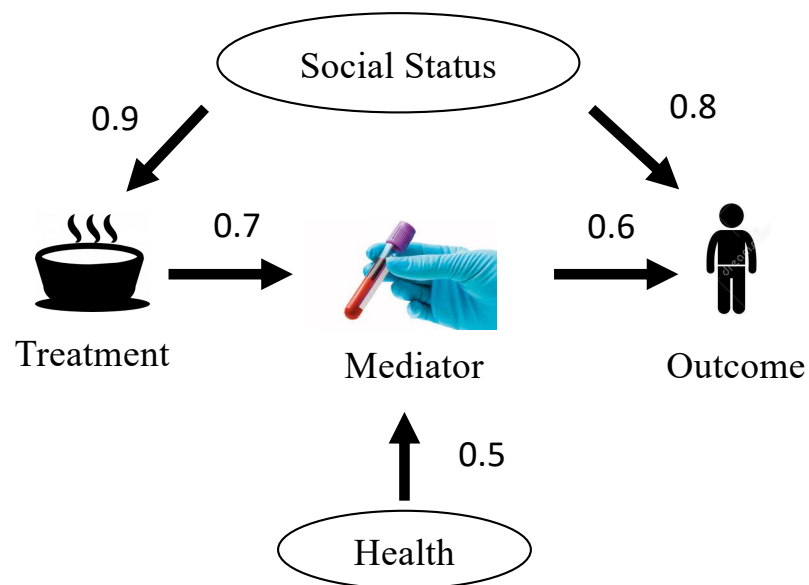 Social Status
0.9
0.8
0.7
0.6
Treatment
Mediator
Outcome
0.5
Health